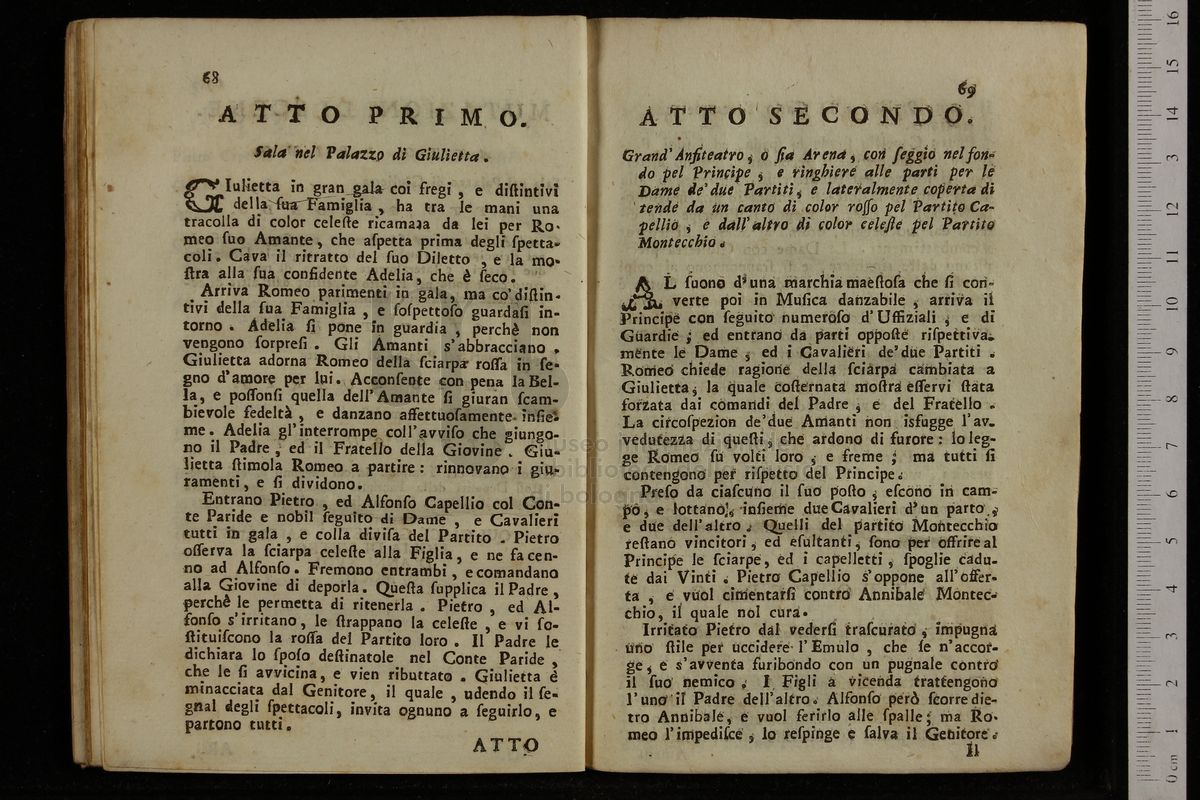 68
ATTO PRIMO.
Sala nel Palazzo di Giulietta.
GIulietta in gran gala coi fregi, e distintivi
della sua Famiglia, ha tra le mani una
tracolla di color celeste ricamata da lei per Ro-
meo suo Amante, che aspetta prima degli spetta-
coli. Cava il ritratto del suo Diletto, e la mo-
stra alla sua confidente Adelia, che è seco.
Arriva Romeo parimenti in gala, ma co' distin-
tivi della sua Famiglia, e sospettoso guardasi in-
torno. Adelia si pone in guardia, perchè non
vengono sorpresi. Gli Amanti s'abbracciano.
Giulietta adorna Romeo della sciarpa rossa in se-
gno d'amore per lui. Acconsente con pena la Bel-
la, e possonsi quella dell'Amante si giuran scam-
bievole fedeltà, e danzano affettuosamente insie-
me. Adelia gl'interrompe coll'avviso che giungo-
no il Padre, ed il Fratello della Giovine. Giu-
lietta stimola Romeo a partire: rinnovano i giu-
ramenti, e si dividono.
Entrano Pietro, ed Alfonso Capellio col Con-
te Paride e nobil seguito di Dame, e Cavalieri
tutti in gala, e colla divisa del Partito. Pietro
osserva la sciarpa celeste alla Figlia, e ne fa cen-
no ad Alfonso. Fremono entrambi, e comandano
alla Giovine di deporla. Questa supplica il Padre,
perchè le permetta di ritenerla. Pietro, ed Al-
fonso s'irritano, le strappano la celeste, e vi so-
stituiscono la rossa del Partito loro. Il Padre le
dichiara lo sposo destinatole nel Conte Paride,
che le si avvicina, e vien ributtato. Giulietta è
minacciata dal Genitore, il quale, udendo il se-
gnal degli spettacoli, invita ognuno a seguirlo, e
partono tutti.
ATTO
69
ATTO SECONDO.
Grand' Anfiteatro, o sia Arena, con seggio nel fon-
do pel Principe, e ringhiere alle parti per le
Dame de' due Partiti, e lateralmente coperta di
tende da un canto di color rosso pel Partito Ca-
pellio, e dall'altro di color celeste pel Partito
Montecchio.
AL suono d'una marchia maestosa che si con-
verte poi in Musica danzabile, arriva il
Principe con seguito numeroso d'Uffiziali, e di
Guardie; ed entrano da parti opposte rispettiva-
mente le Dame, ed i Cavalieri de' due Partiti.
Romeo chiede ragione della sciarpa cambiata a
Giulietta, la quale costernata mostra esservi stata
forzata dai comandi del Padre, e del Fratello.
La circospezion de' due Amanti non isfugge l'av-
vedutezza di questi, che ardono di furore: lo leg-
ge Romeo su volti loro, e freme; ma tutti si
contengono per rispetto del Principe.
Preso da ciascuno il suo posto, escono in cam-
po, e lottano, insieme due Cavalieri d'un parto,
e due dell'altro. Quelli del partito Montecchio
restano vincitori, ed esultanti, sono per offrire al
Principe le sciarpe, ed i capelletti, spoglie cadu-
te dai Vinti. Pietro Capellio s'oppone all'offer-
ta, e vuol cimentarsi contro Annibale Montec-
chio, il quale nol cura.
Irritato Pietro dal vedersi trascurato, impugna
uno stile per uccidere l'Emulo, che se n'accor-
ge, e s'avventa furibondo con un pugnale contro
il suo nemico. I Figli a vicenda trattengono
l'uno il Padre dell'altro. Alfonso però scorre die-
tro Annibale, e vuol ferirlo alle spalle; ma Ro-
meo l'impedisce, lo respinge e salva il Genitore.
Il